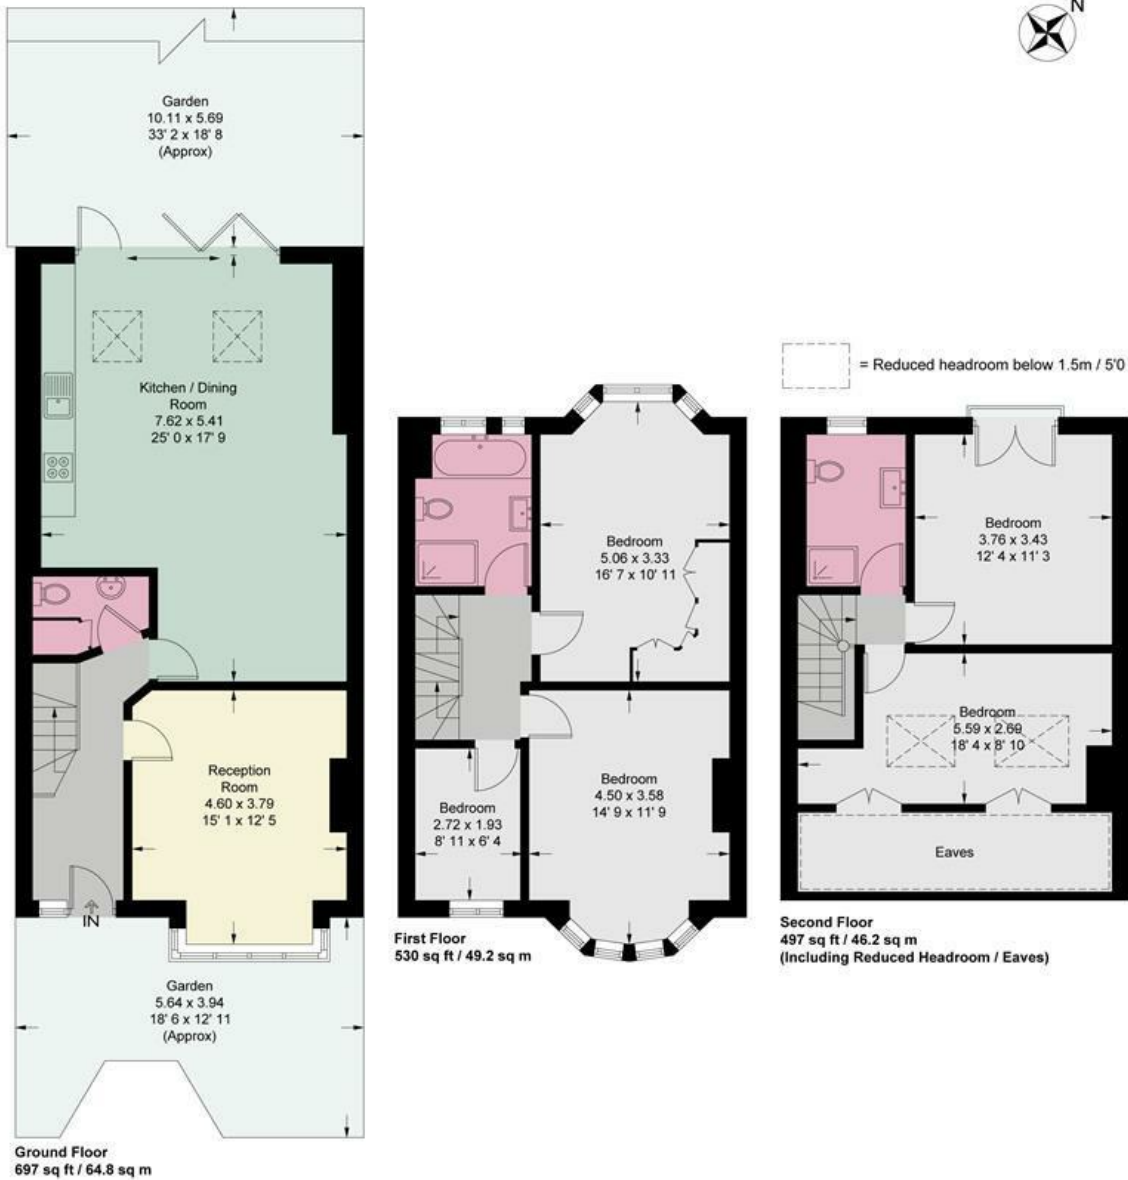 N
Garden
10.11 x 5.69
33' 2 x 18' 8
(Approx)
Kitchen / Dining
Room
7.62 x 5.41
25' 0 x 17' 9
Reception
Room
4.60 x 3.79
15' 1 x 12' 5
IN
Garden
5.64 x 3.94
18' 6 x 12' 11
(Approx)
Ground Floor
697 sq ft / 64.8 sq m
Bedroom
5.06 x 3.33
16' 7 x 10' 11
Bedroom
4.50 x 3.58
14' 9 x 11' 9
Bedroom
2.72 x 1.93
8' 11 x 6' 4
First Floor
530 sq ft / 49.2 sq m
= Reduced headroom below 1.5m / 5'0
Bedroom
3.76 x 3.43
12' 4 x 11' 3
Bedroom
5.59 x 2.69
18' 4 x 8' 10
Eaves
Second Floor
497 sq ft / 46.2 sq m
(Including Reduced Headroom / Eaves)